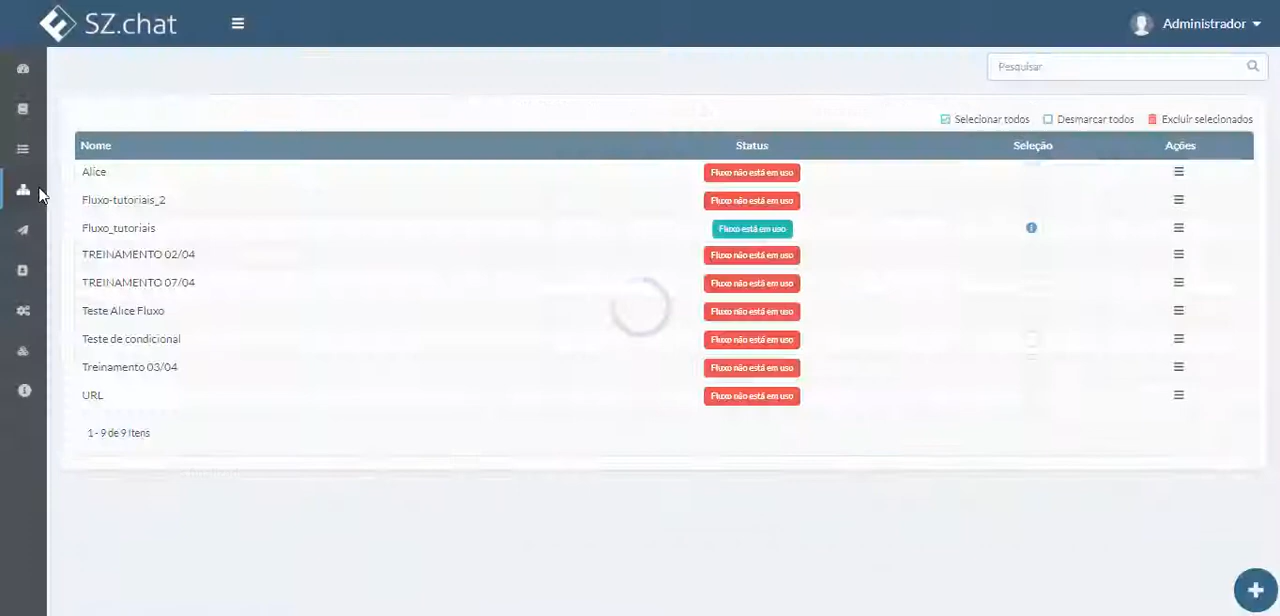 SZ.chat
Administrador
Pesquisar
Selecionar todos Desmarcar todos Excluir selecionados
Nome Status Seleção Ações
Alice Fluxo não está em uso
Fluxo-tutoriais_2 Fluxo não está em uso
Fluxo_tutoriais Fluxo está em uso
TREINAMENTO 02/04 Fluxo não está em uso
TREINAMENTO 07/04 Fluxo não está em uso
Teste Alice Fluxo Fluxo não está em uso
Teste de condicional Fluxo não está em uso
Treinamento 03/04 Fluxo não está em uso
URL Fluxo não está em uso
1 - 9 de 9 Itens